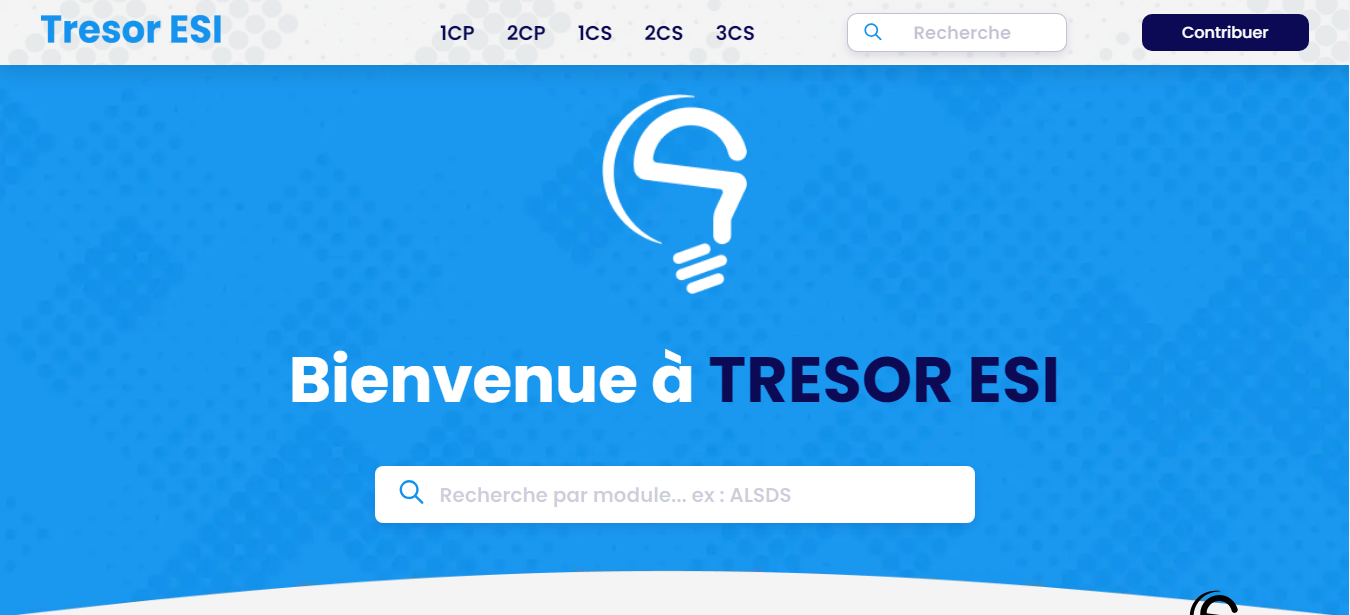 Tresor ESI
1CP 2CP 1CS 2CS 3CS
Recherche
Contribuer
Bienvenue à TRESOR ESI
Recherche par module... ex : ALSDS